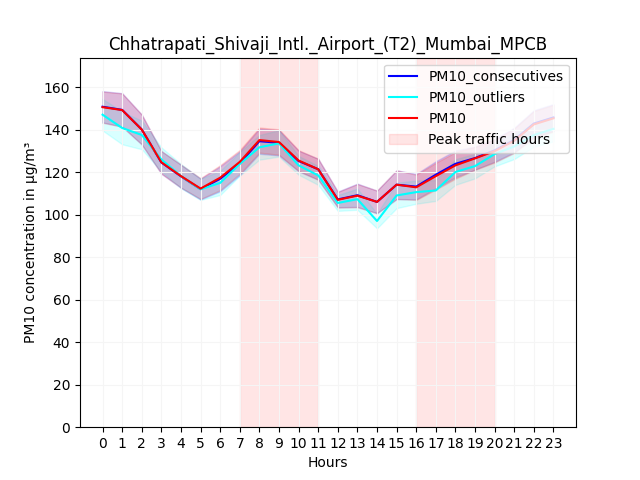 Chhatrapati_Shivaji_Intl._Airport_(T2)_Mumbai_MPCB
PM10_consecutives
PM10_outliers
PM10
Peak traffic hours
PM10 concentration in µg/m³
160
140
120
100
80
60
40
20
0
0 1 2 3 4 5 6 7 8 9 10 11 12 13 14 15 16 17 18 19 20 21 22 23
Hours